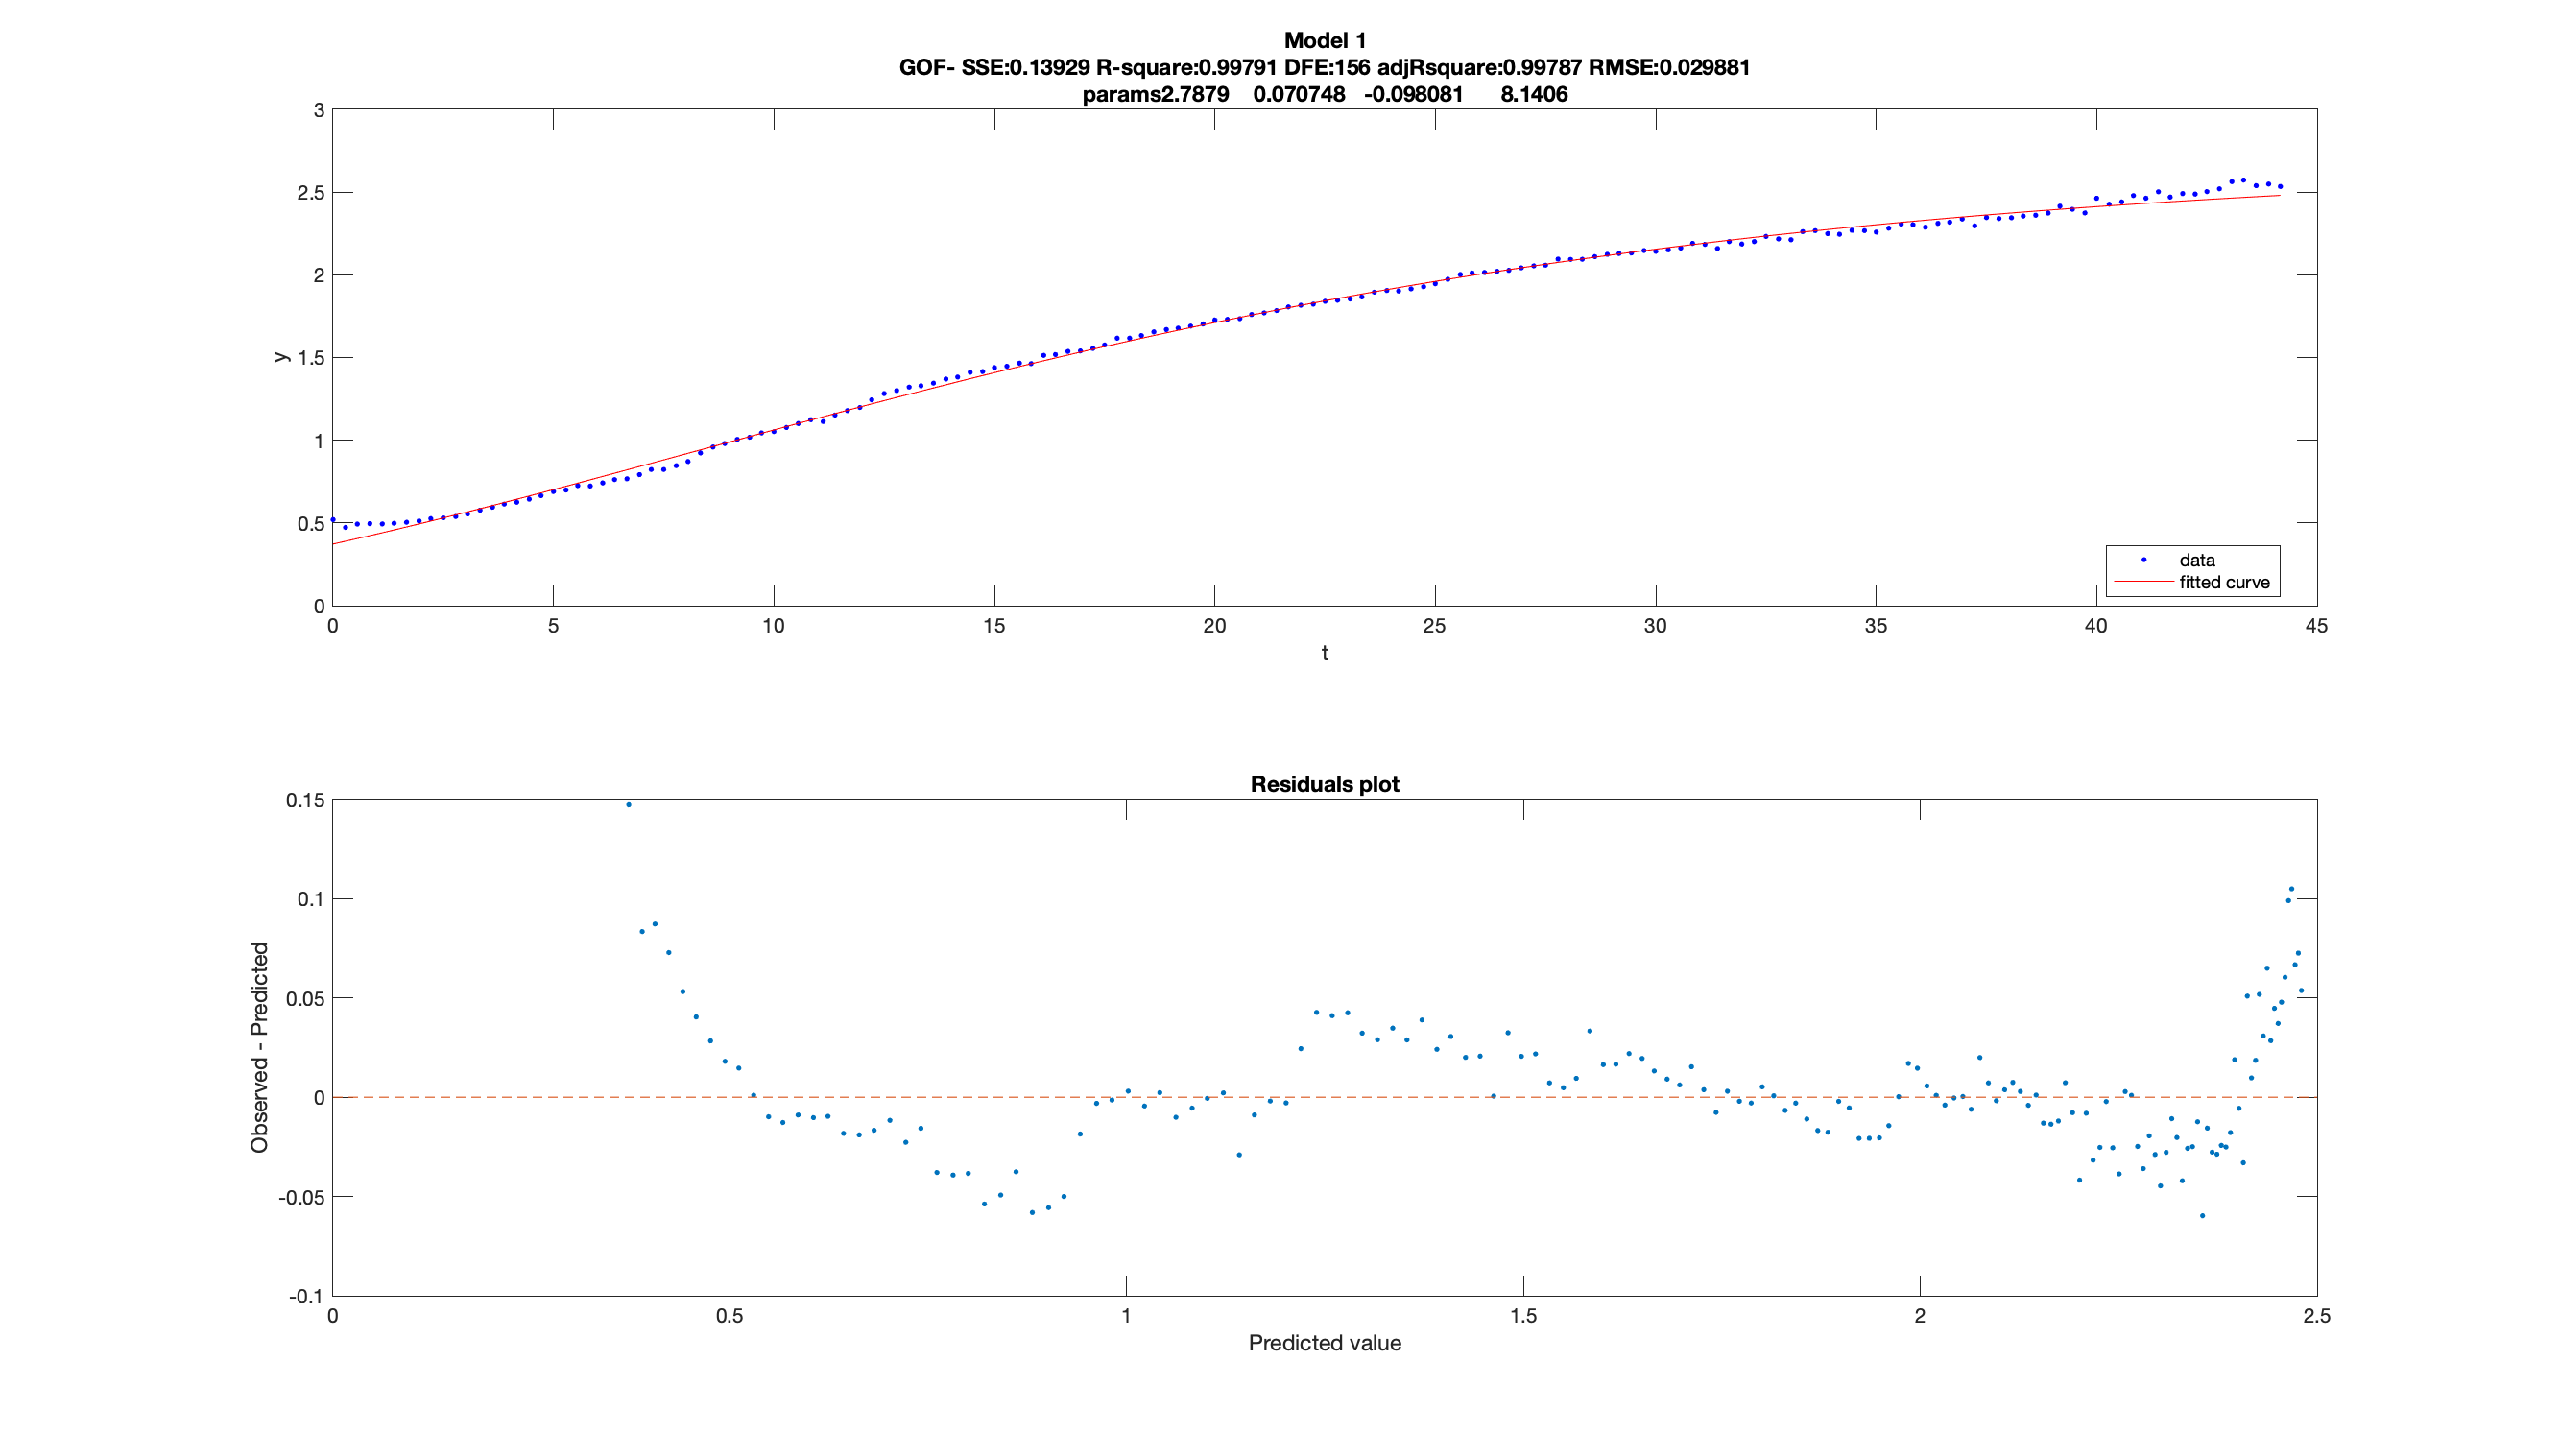 Model 1
GOF- SSE:0.13929 R-square:0.99791 DFE:156 adjRsquare:0.99787 RMSE:0.029881
params2.7879 0.070748 -0.098081 8.1406
3
2.5
2
1.5
1
0.5
0
y
0 5 10 15 20 25 30 35 40 45
t
data
fitted curve
Residuals plot
0.15
0.1
0.05
0
-0.05
-0.1
Observed - Predicted
0 0.5 1 1.5 2 2.5
Predicted value